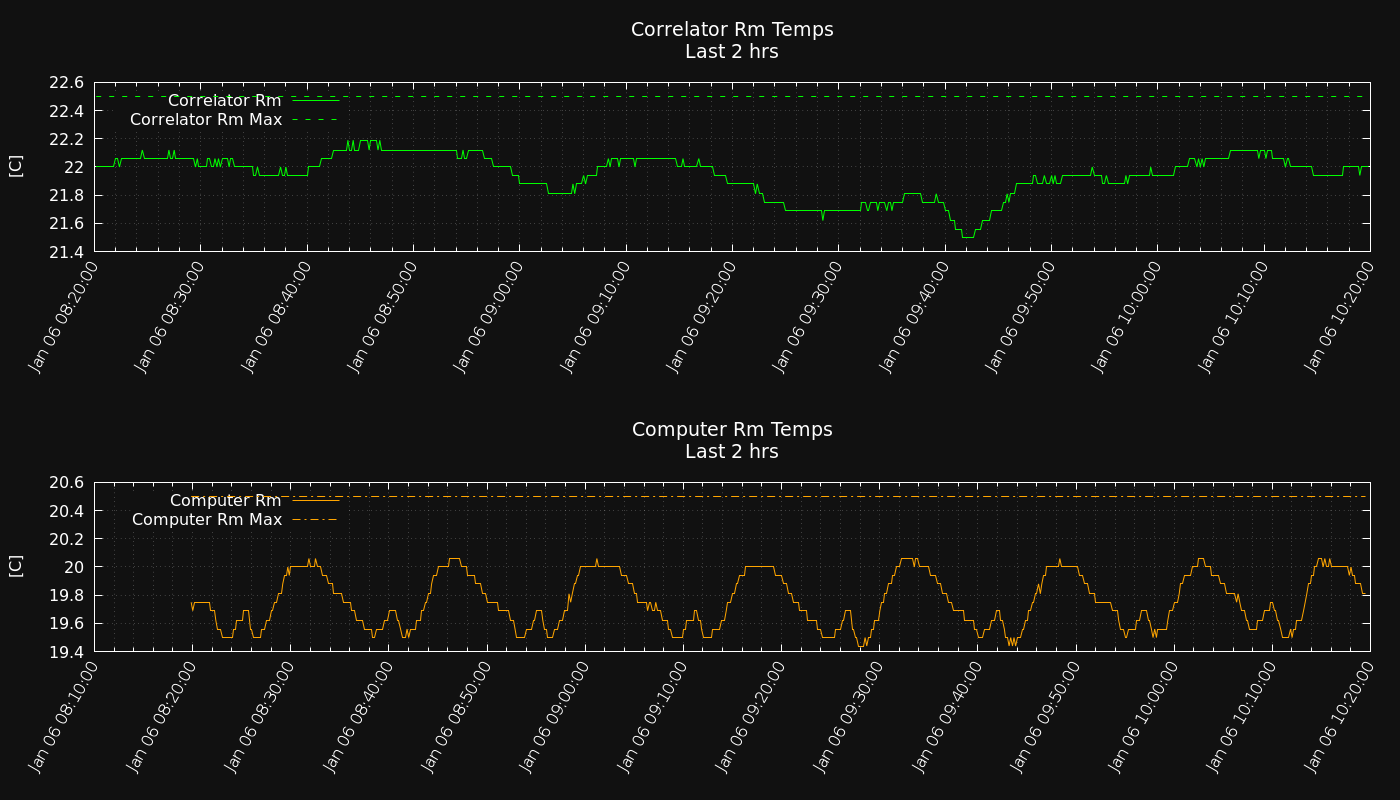 Correlator Rm Temps
Last 2 hrs
22.6
22.4
22.2
22
21.8
21.6
21.4
[C]
Correlator Rm
Correlator Rm Max
Jan 06 08:20:00
Jan 06 08:30:00
Jan 06 08:40:00
Jan 06 08:50:00
Jan 06 09:00:00
Jan 06 09:10:00
Jan 06 09:20:00
Jan 06 09:30:00
Jan 06 09:40:00
Jan 06 09:50:00
Jan 06 10:00:00
Jan 06 10:10:00
Jan 06 10:20:00
Computer Rm Temps
Last 2 hrs
20.6
20.4
20.2
20
19.8
19.6
19.4
[C]
Computer Rm
Computer Rm Max
Jan 06 08:10:00
Jan 06 08:20:00
Jan 06 08:30:00
Jan 06 08:40:00
Jan 06 08:50:00
Jan 06 09:00:00
Jan 06 09:10:00
Jan 06 09:20:00
Jan 06 09:30:00
Jan 06 09:40:00
Jan 06 09:50:00
Jan 06 10:00:00
Jan 06 10:10:00
Jan 06 10:20:00